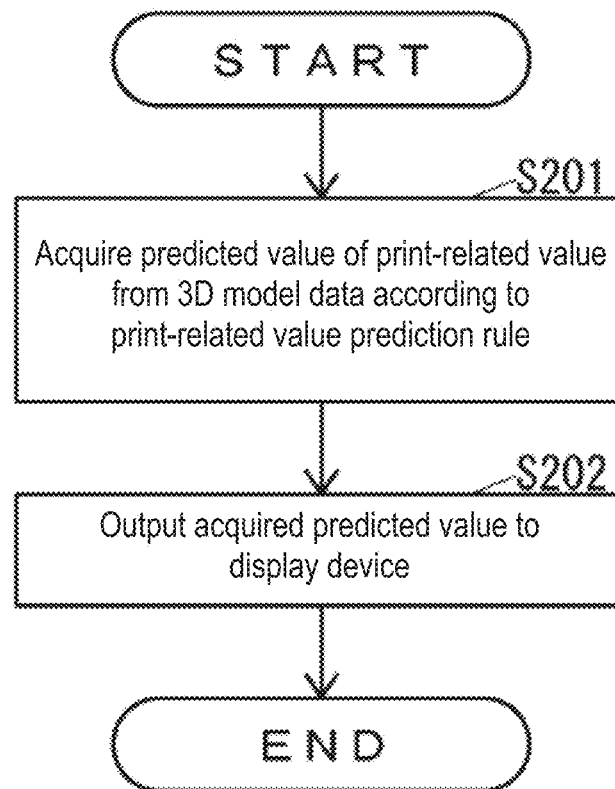 START
S201
Acquire predicted value of print-related value
from 3D model data according to
print-related value prediction rule
S202
Output acquired predicted value to
display device
END